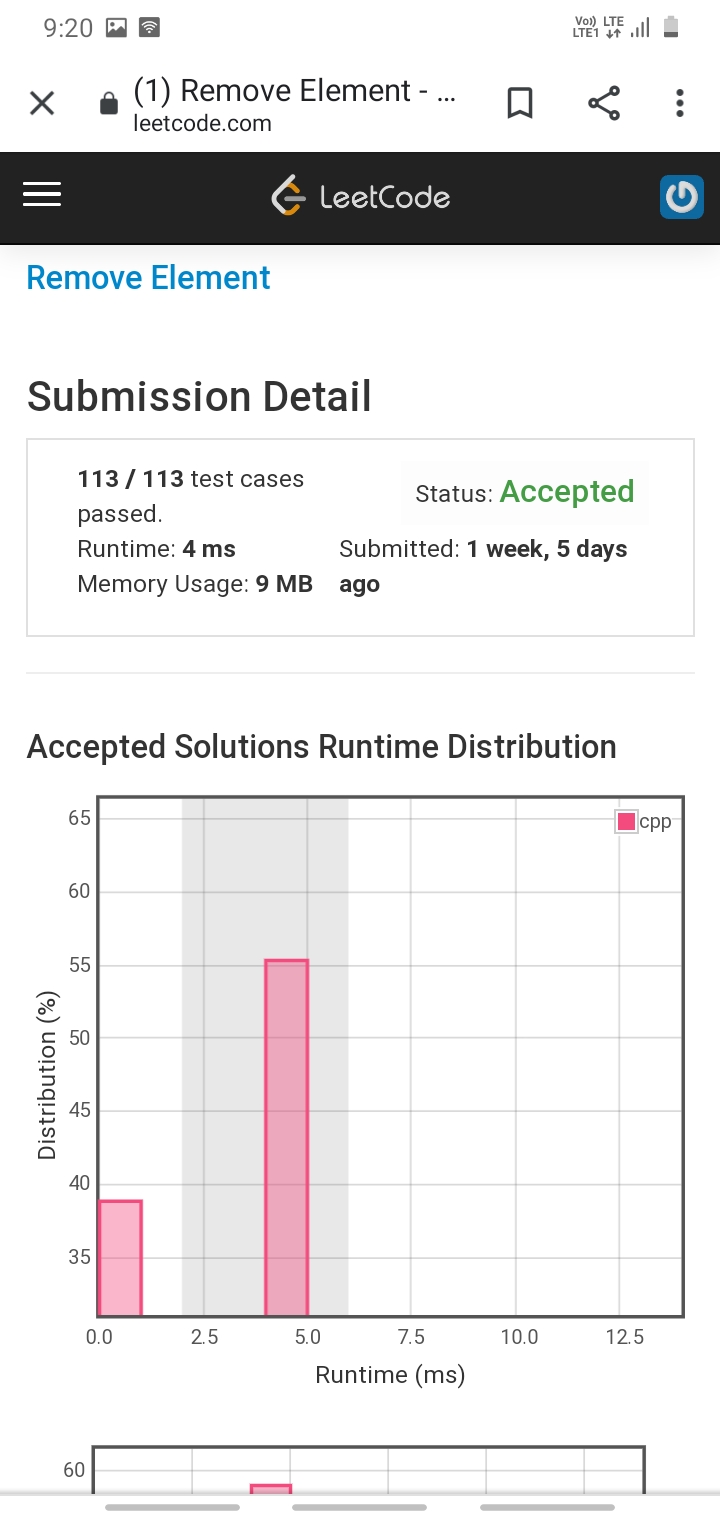 9:20
Vo)) LTE
LTE1
(1) Remove Element - ...
leetcode.com
LeetCode
Remove Element
Submission Detail
113 / 113 test cases
passed.
Status: Accepted
Runtime: 4 ms
Submitted: 1 week, 5 days
ago
Memory Usage: 9 MB
Accepted Solutions Runtime Distribution
65
cpp
60
55
50
45
40
35
Distribution (%)
0.0 2.5 5.0 7.5 10.0 12.5
Runtime (ms)
60